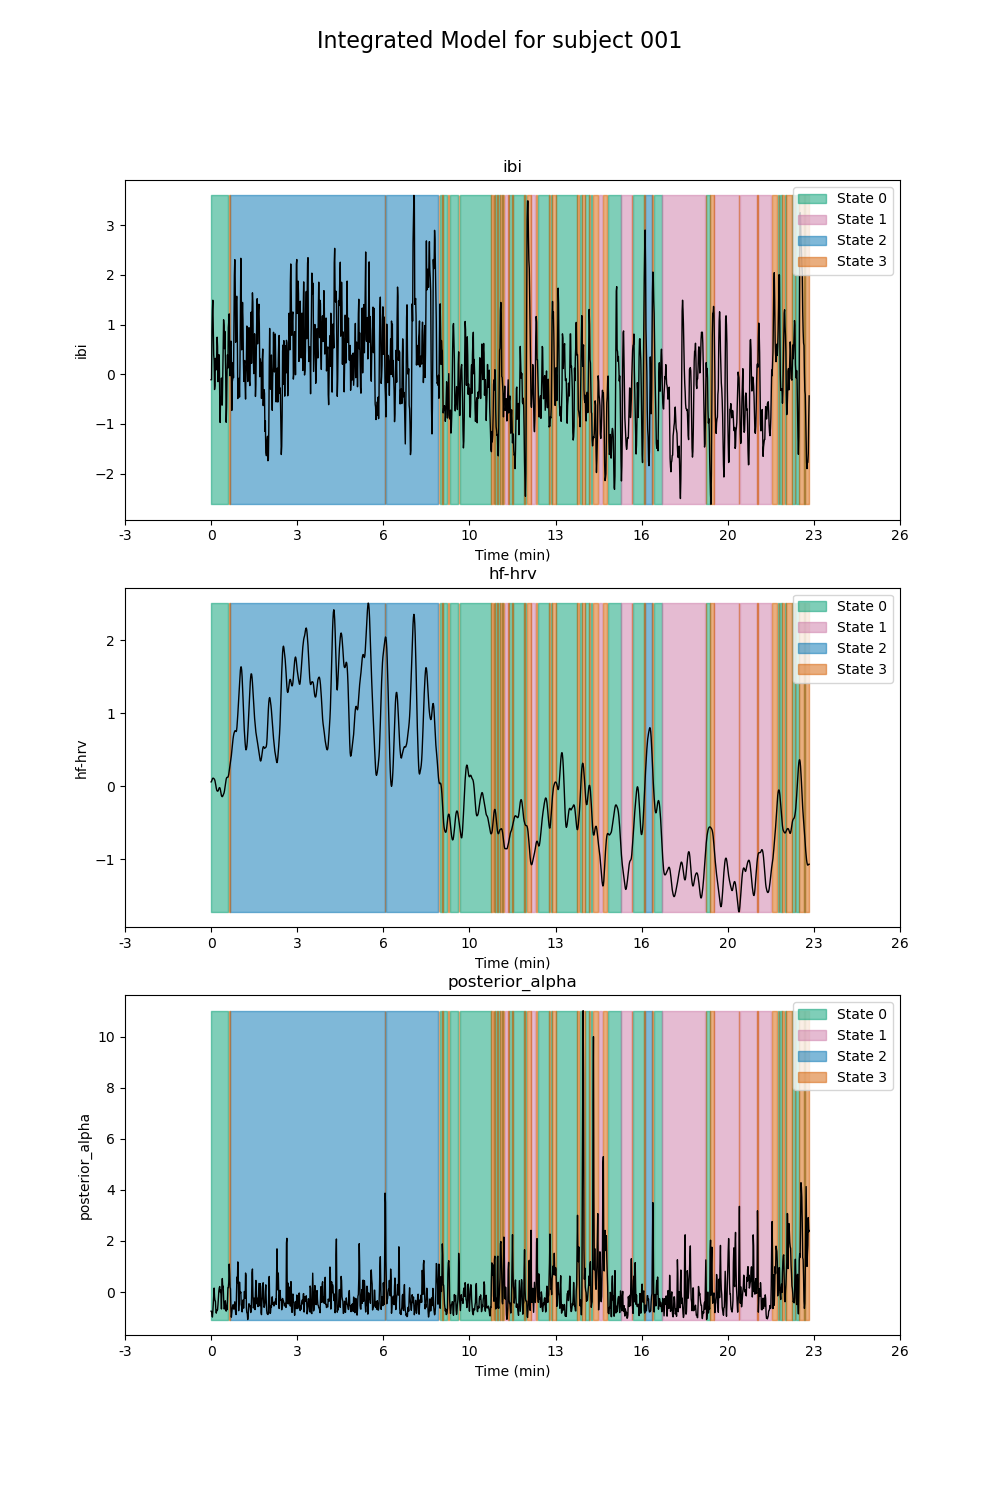 Integrated Model for subject 001
ibi
State 0
State 1
State 2
State 3
3
2
1
0
−1
−2
ibi
-3 0 3 6 10 13 16 20 23 26
Time (min)
hf-hrv
State 0
State 1
State 2
State 3
2
1
0
−1
hf-hrv
-3 0 3 6 10 13 16 20 23 26
Time (min)
posterior_alpha
State 0
State 1
State 2
State 3
10
8
6
4
2
0
posterior_alpha
-3 0 3 6 10 13 16 20 23 26
Time (min)